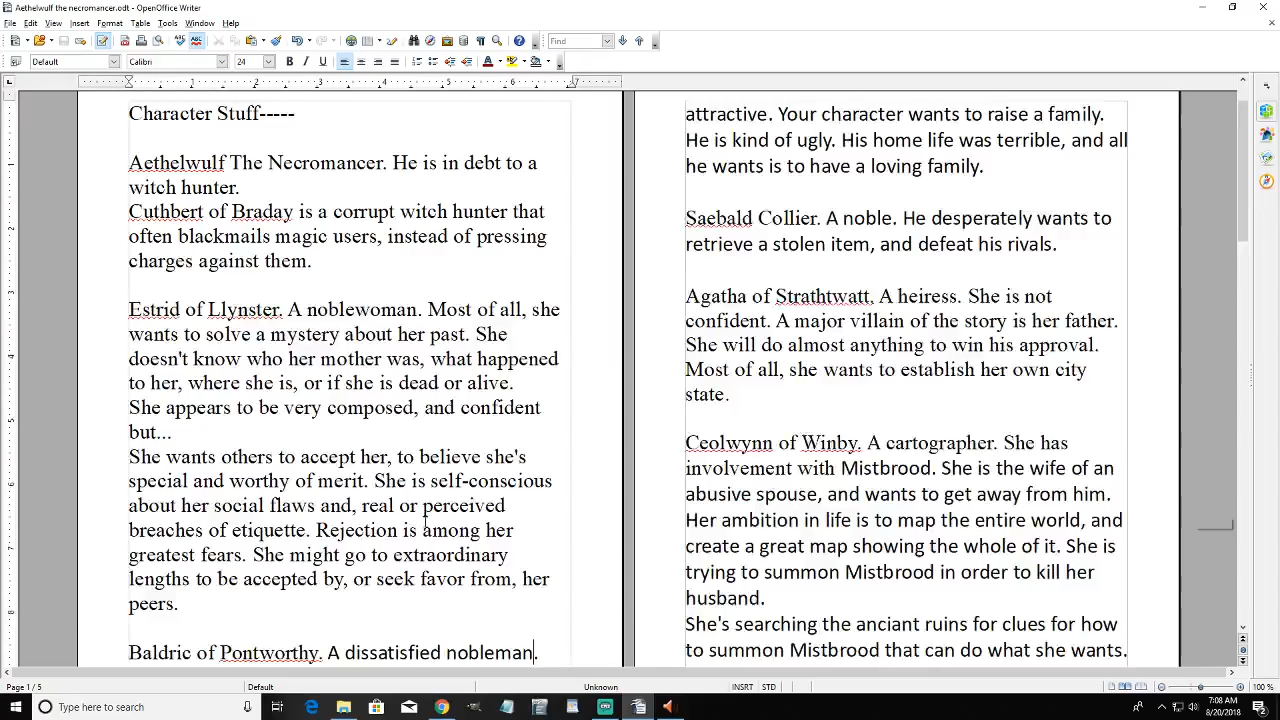 Aethelwulf the necromancer.odt - OpenOffice Writer
File Edit View Insert Format Table Tools Window Help
Find
Default Calibri 24
1 2 3 4 5 6 7
Character Stuff-----
Aethelwulf The Necromancer. He is in debt to a
witch hunter.
Cuthbert of Braday is a corrupt witch hunter that
often blackmails magic users, instead of pressing
charges against them.
Estrid of Llynster. A noblewoman. Most of all, she
wants to solve a mystery about her past. She
doesn't know who her mother was, what happened
to her, where she is, or if she is dead or alive.
She appears to be very composed, and confident
but...
She wants others to accept her, to believe she's
special and worthy of merit. She is self-conscious
about her social flaws and, real or perceived
breaches of etiquette. Rejection is among her
greatest fears. She might go to extraordinary
lengths to be accepted by, or seek favor from, her
peers.
Baldric of Pontworthy. A dissatisfied nobleman.
attractive. Your character wants to raise a family.
He is kind of ugly. His home life was terrible, and all
he wants is to have a loving family.
Saebald Collier. A noble. He desperately wants to
retrieve a stolen item, and defeat his rivals.
Agatha of Strathtwatt. A heiress. She is not
confident. A major villain of the story is her father.
She will do almost anything to win his approval.
Most of all, she wants to establish her own city
state.
Ceolwynn of Winby. A cartographer. She has
involvement with Mistbrood. She is the wife of an
abusive spouse, and wants to get away from him.
Her ambition in life is to map the entire world, and
create a great map showing the whole of it. She is
trying to summon Mistbrood in order to kill her
husband.
She's searching the anciant ruins for clues for how
to summon Mistbrood that can do what she wants.
Page 1 / 5 Default Unknown INSRT STD 100 %
Type here to search
7:08 AM
8/20/2018